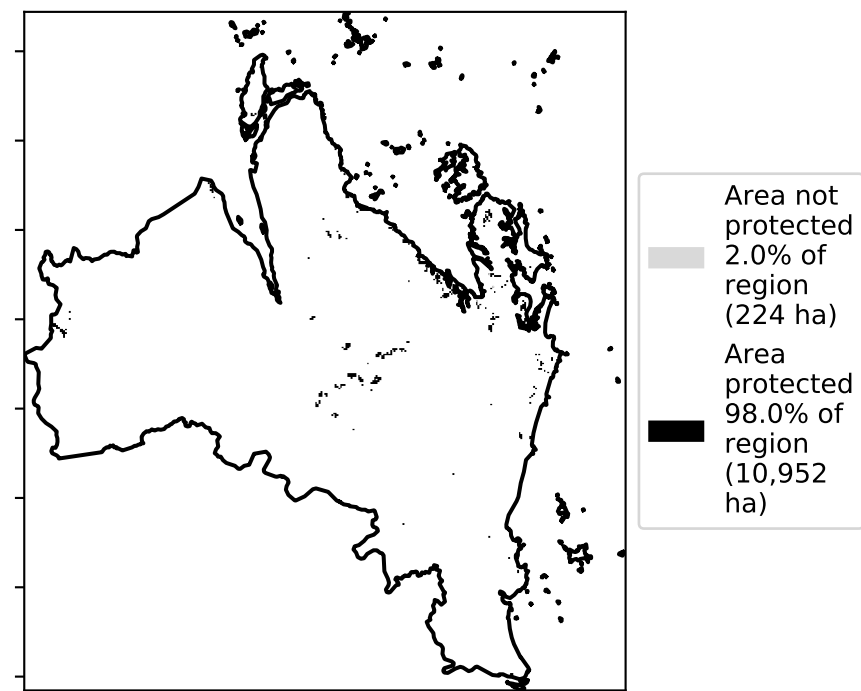 Area not
protected
2.0% of
region
(224 ha)
Area
protected
98.0% of
region
(10,952
ha)